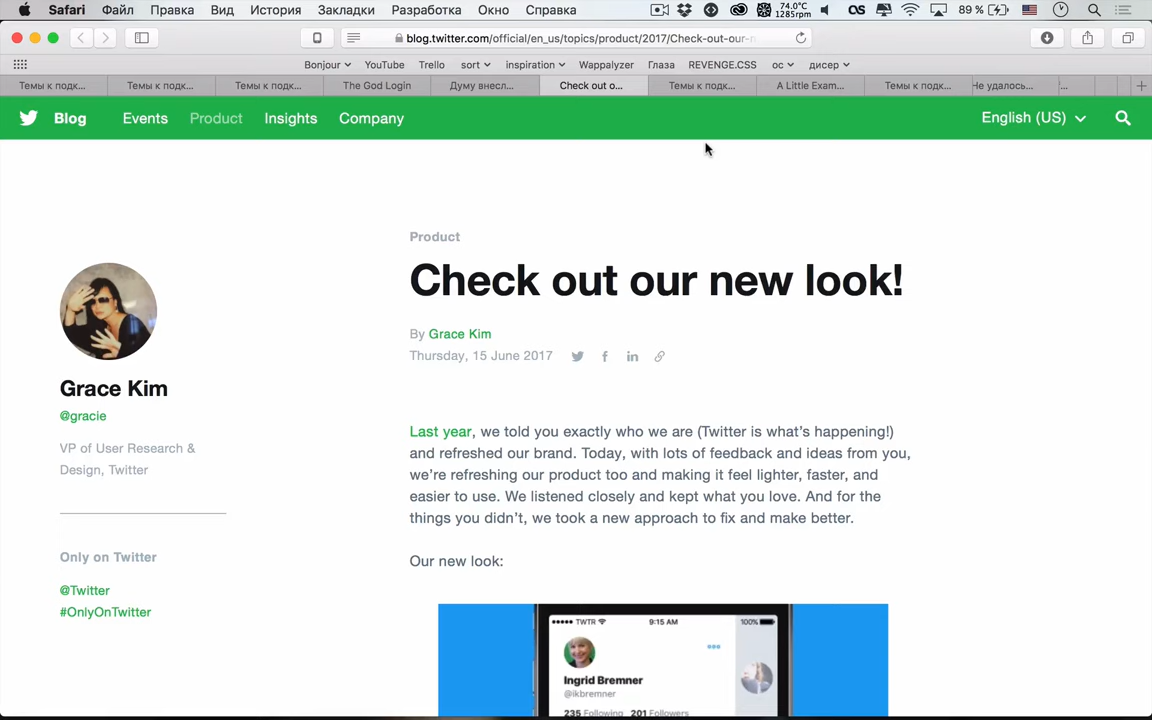 Safari Файл Правка Вид История Закладки Разработка Окно Справка 74.0°C 1285rpm 89 %
blog.twitter.com/official/en_us/topics/product/2017/Check-out-our-n
Bonjour YouTube Trello sort inspiration Wappalyzer Глаза REVENGE.CSS ос дисер
Темы к подк... Темы к подк... Темы к подк... The God Login Думу внесл... Check out o... Темы к подк... A Little Exam... Темы к подк... Не удалось... ...
Blog Events Product Insights Company English (US)
Product
Check out our new look!
By Grace Kim
Thursday, 15 June 2017
Grace Kim
@gracie
VP of User Research &
Design, Twitter
Only on Twitter
@Twitter
#OnlyOnTwitter
Last year, we told you exactly who we are (Twitter is what's happening!)
and refreshed our brand. Today, with lots of feedback and ideas from you,
we're refreshing our product too and making it feel lighter, faster, and
easier to use. We listened closely and kept what you love. And for the
things you didn't, we took a new approach to fix and make better.
Our new look:
TWTR 9:15 AM 100%
Ingrid Bremner
@ikbremner
235 Following 201 Followers